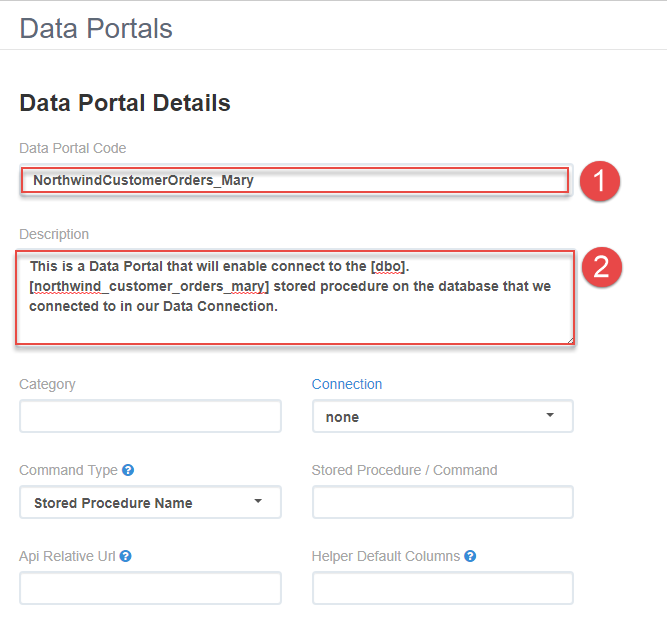 Data Portals
Data Portal Details
Data Portal Code
NorthwindCustomerOrders_Mary
1
Description
This is a Data Portal that will enable connect to the [dbo].
[northwind_customer_orders_mary] stored procedure on the database that we
connected to in our Data Connection.
2
Category
Connection
none
Command Type ?
Stored Procedure / Command
Stored Procedure Name
Api Relative Url ?
Helper Default Columns ?